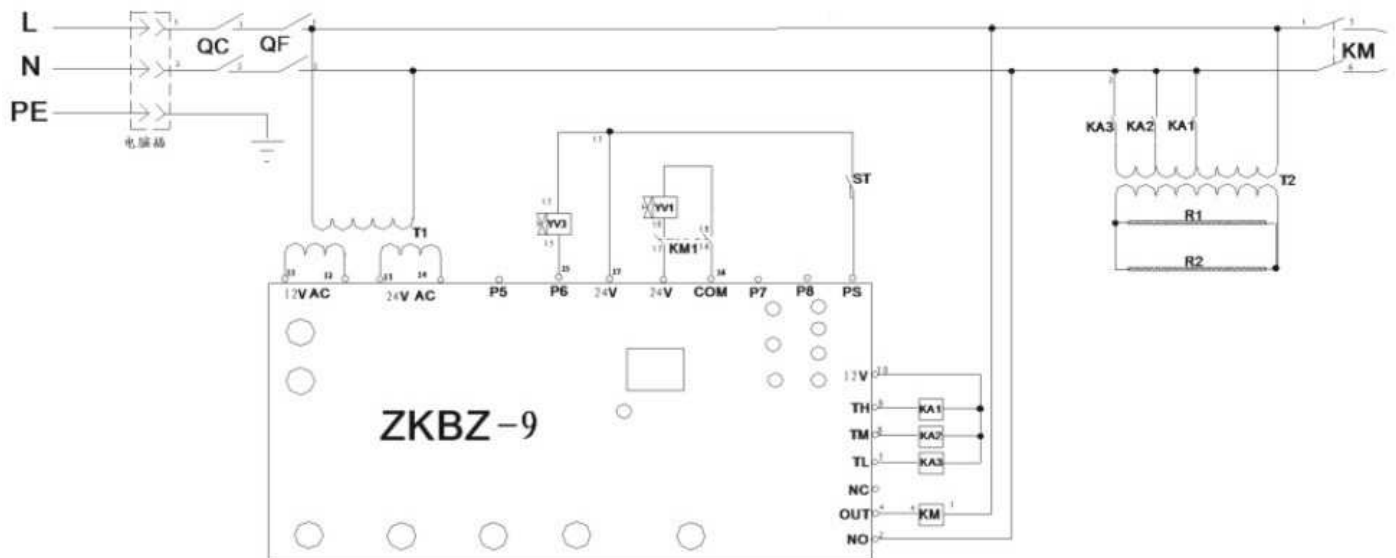 L
QC
QF
N
PE
电脑插
KM
KA3
KA2
KA1
T2
R1
R2
T1
ST
YV3
YV1
KM1
17
12V AC
24V AC
P5
P6
24V
24V
COM
P7
P8
PS
ZKBZ-9
12V
TH
KA1
TM
KA2
TL
KA3
NC
OUT
KM
NO